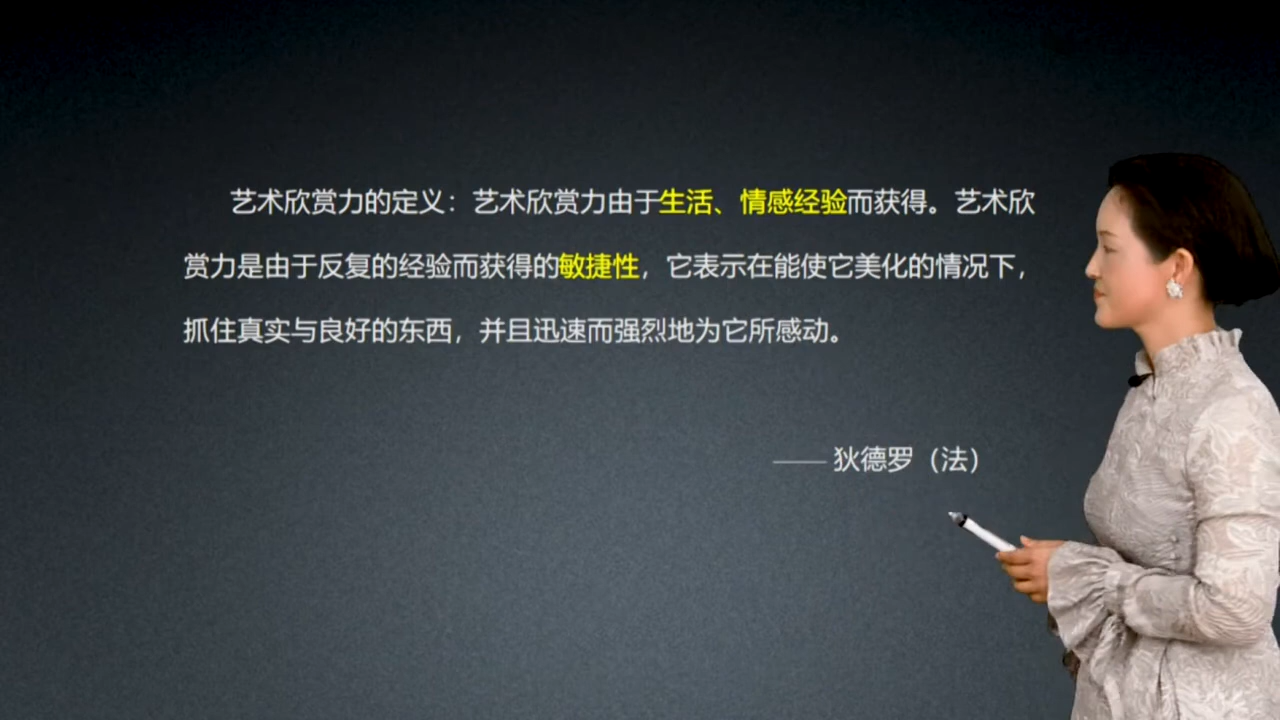 艺术欣赏力的定义：艺术欣赏力由于生活、情感经验而获得。艺术欣
赏力是由于反复的经验而获得的敏捷性，它表示在能使它美化的情况下，
抓住真实与良好的东西，并且迅速而强烈地为它所感动。
—— 狄德罗（法）